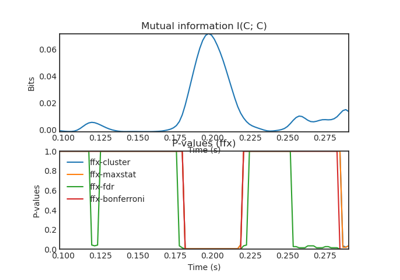 Mutual information I(C; C)
0.06
0.04
0.02
0.00
Bits
0.100 0.125 0.150 0.175 0.200 0.225 0.250 0.275
Time (s)
P-values (ffx)
1.0
0.8
0.6
0.4
0.2
0.0
P-values
ffx-cluster
ffx-maxstat
ffx-fdr
ffx-bonferroni
0.100 0.125 0.150 0.175 0.200 0.225 0.250 0.275
Time (s)